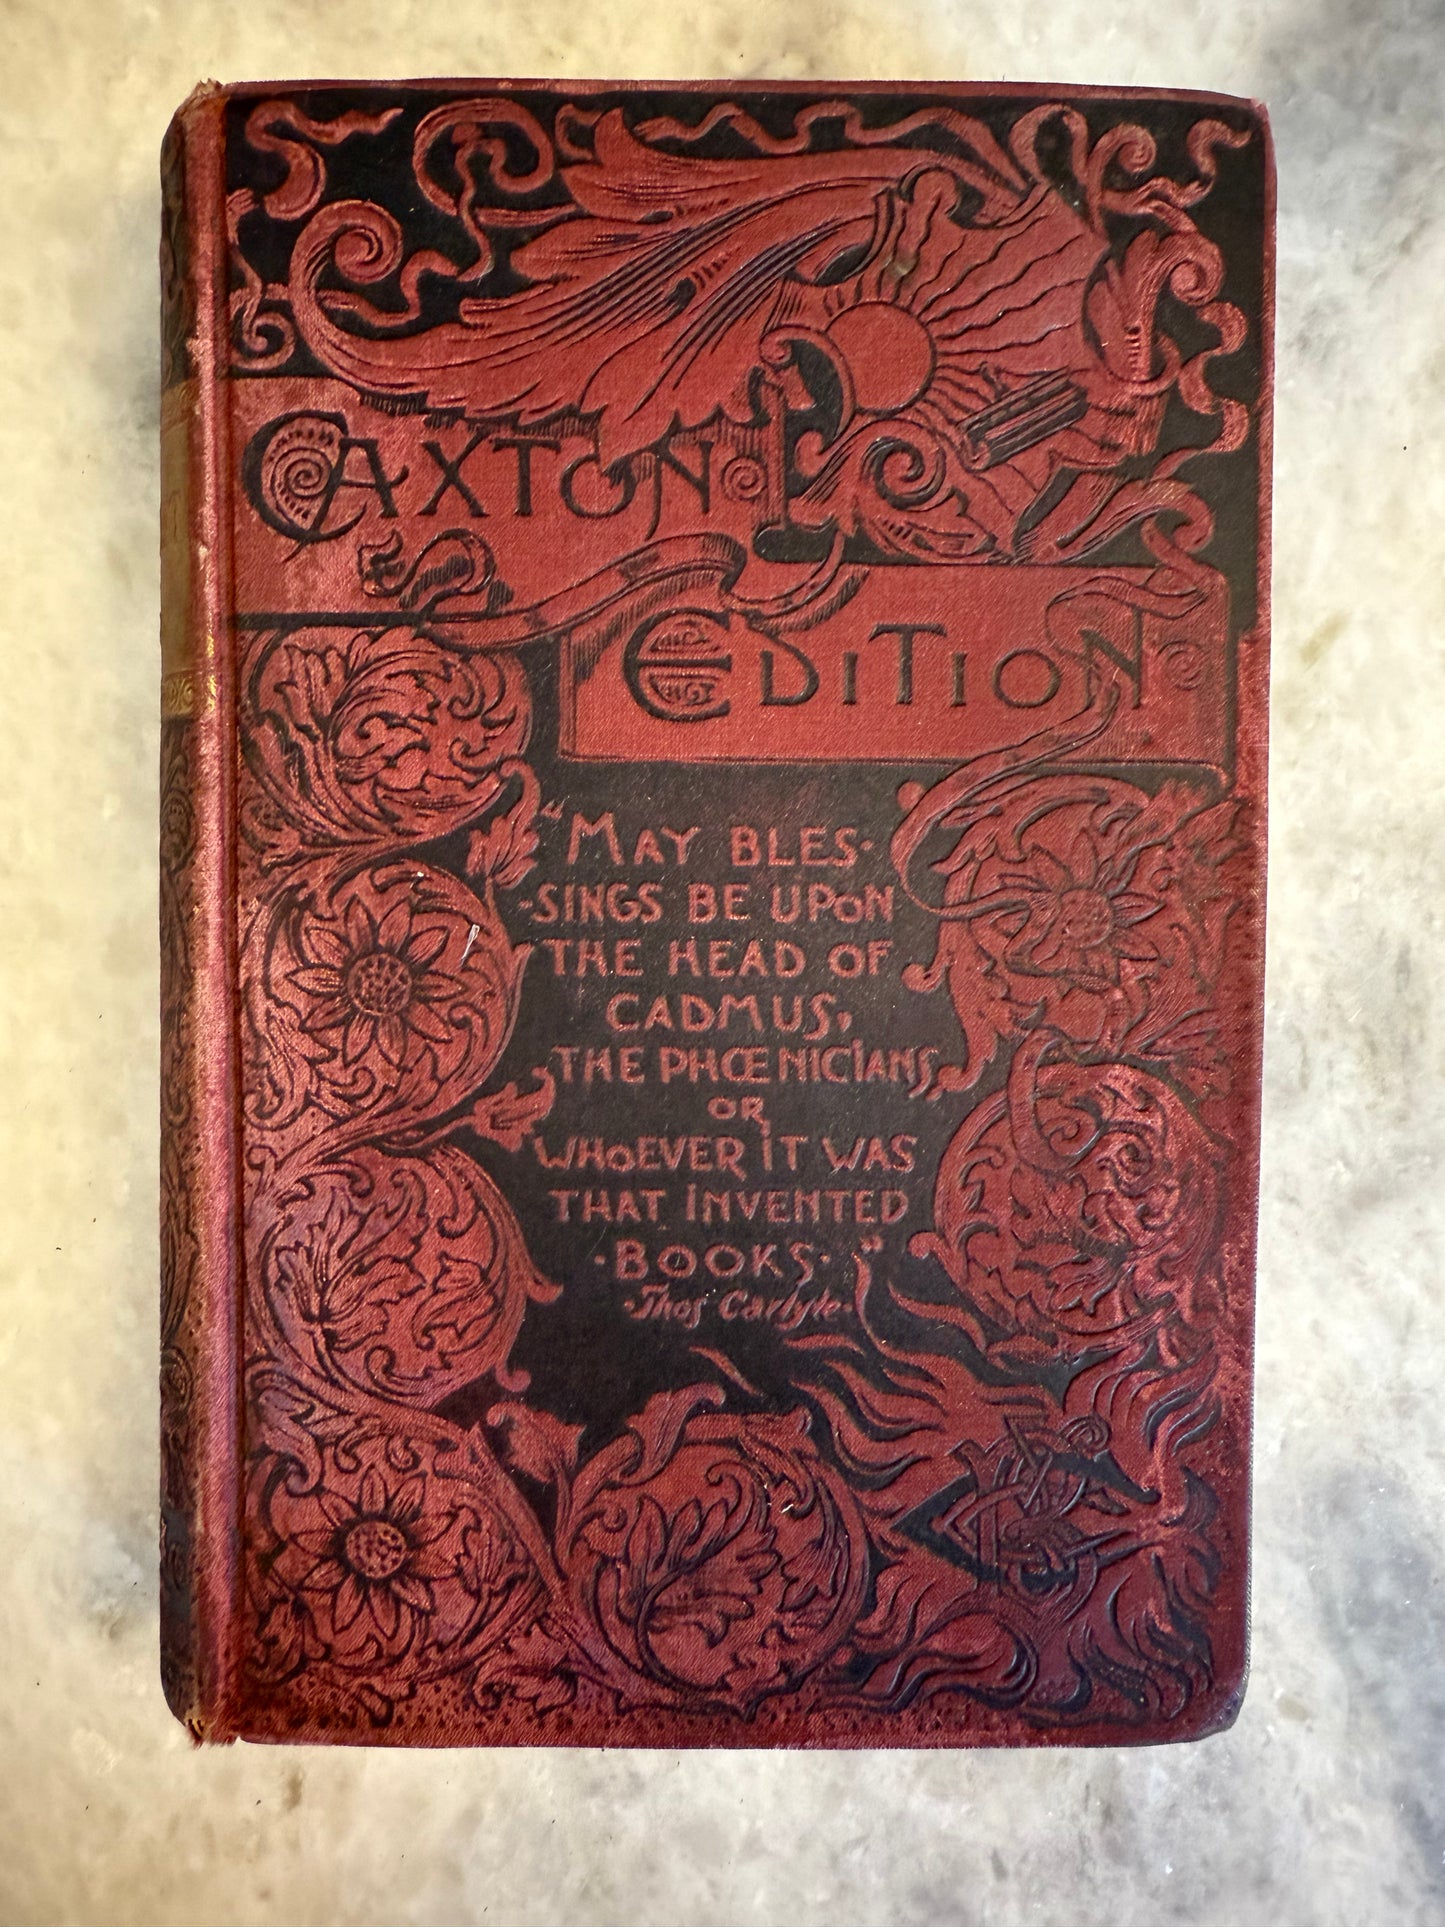 CAXTON
EDITION
"MAY BLES-
-SINGS BE UPON
THE HEAD OF
CADMUS,
THE PHŒNICIANS,
OR
WHOEVER IT WAS
THAT INVENTED
·BOOKS·"
·Thos Carlyle·